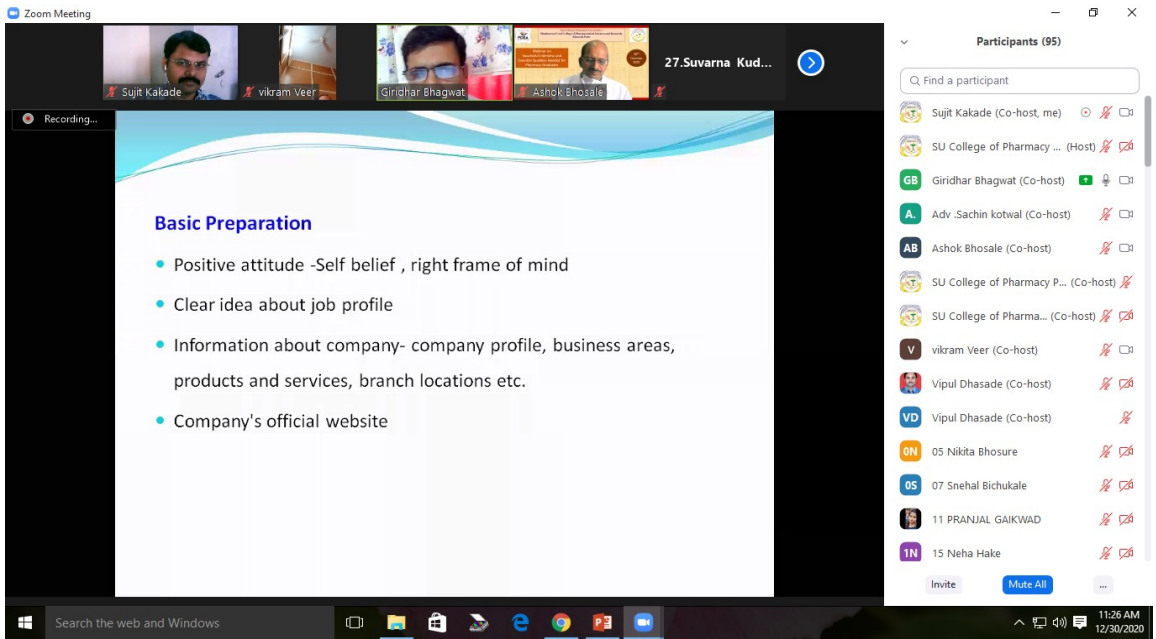 Zoom Meeting
Sujit Kakade
vikram Veer
Giridhar Bhagwat
Ashok Bhosale
27.Suvarna Kud...
Recording...
Basic Preparation
Positive attitude -Self belief , right frame of mind
Clear idea about job profile
Information about company- company profile, business areas,
products and services, branch locations etc.
Company's official website
Participants (95)
Find a participant
Sujit Kakade (Co-host, me)
SU College of Pharmacy ... (Host)
GB Giridhar Bhagwat (Co-host)
A. Adv .Sachin kotwal (Co-host)
AB Ashok Bhosale (Co-host)
SU College of Pharmacy P... (Co-host)
SU College of Pharma... (Co-host)
V vikram Veer (Co-host)
Vipul Dhasade (Co-host)
VD Vipul Dhasade (Co-host)
0N 05 Nikita Bhosure
0S 07 Snehal Bichukale
11 PRANJAL GAIKWAD
1N 15 Neha Hake
Invite Mute All ...
Search the web and Windows
11:26 AM
12/30/2020